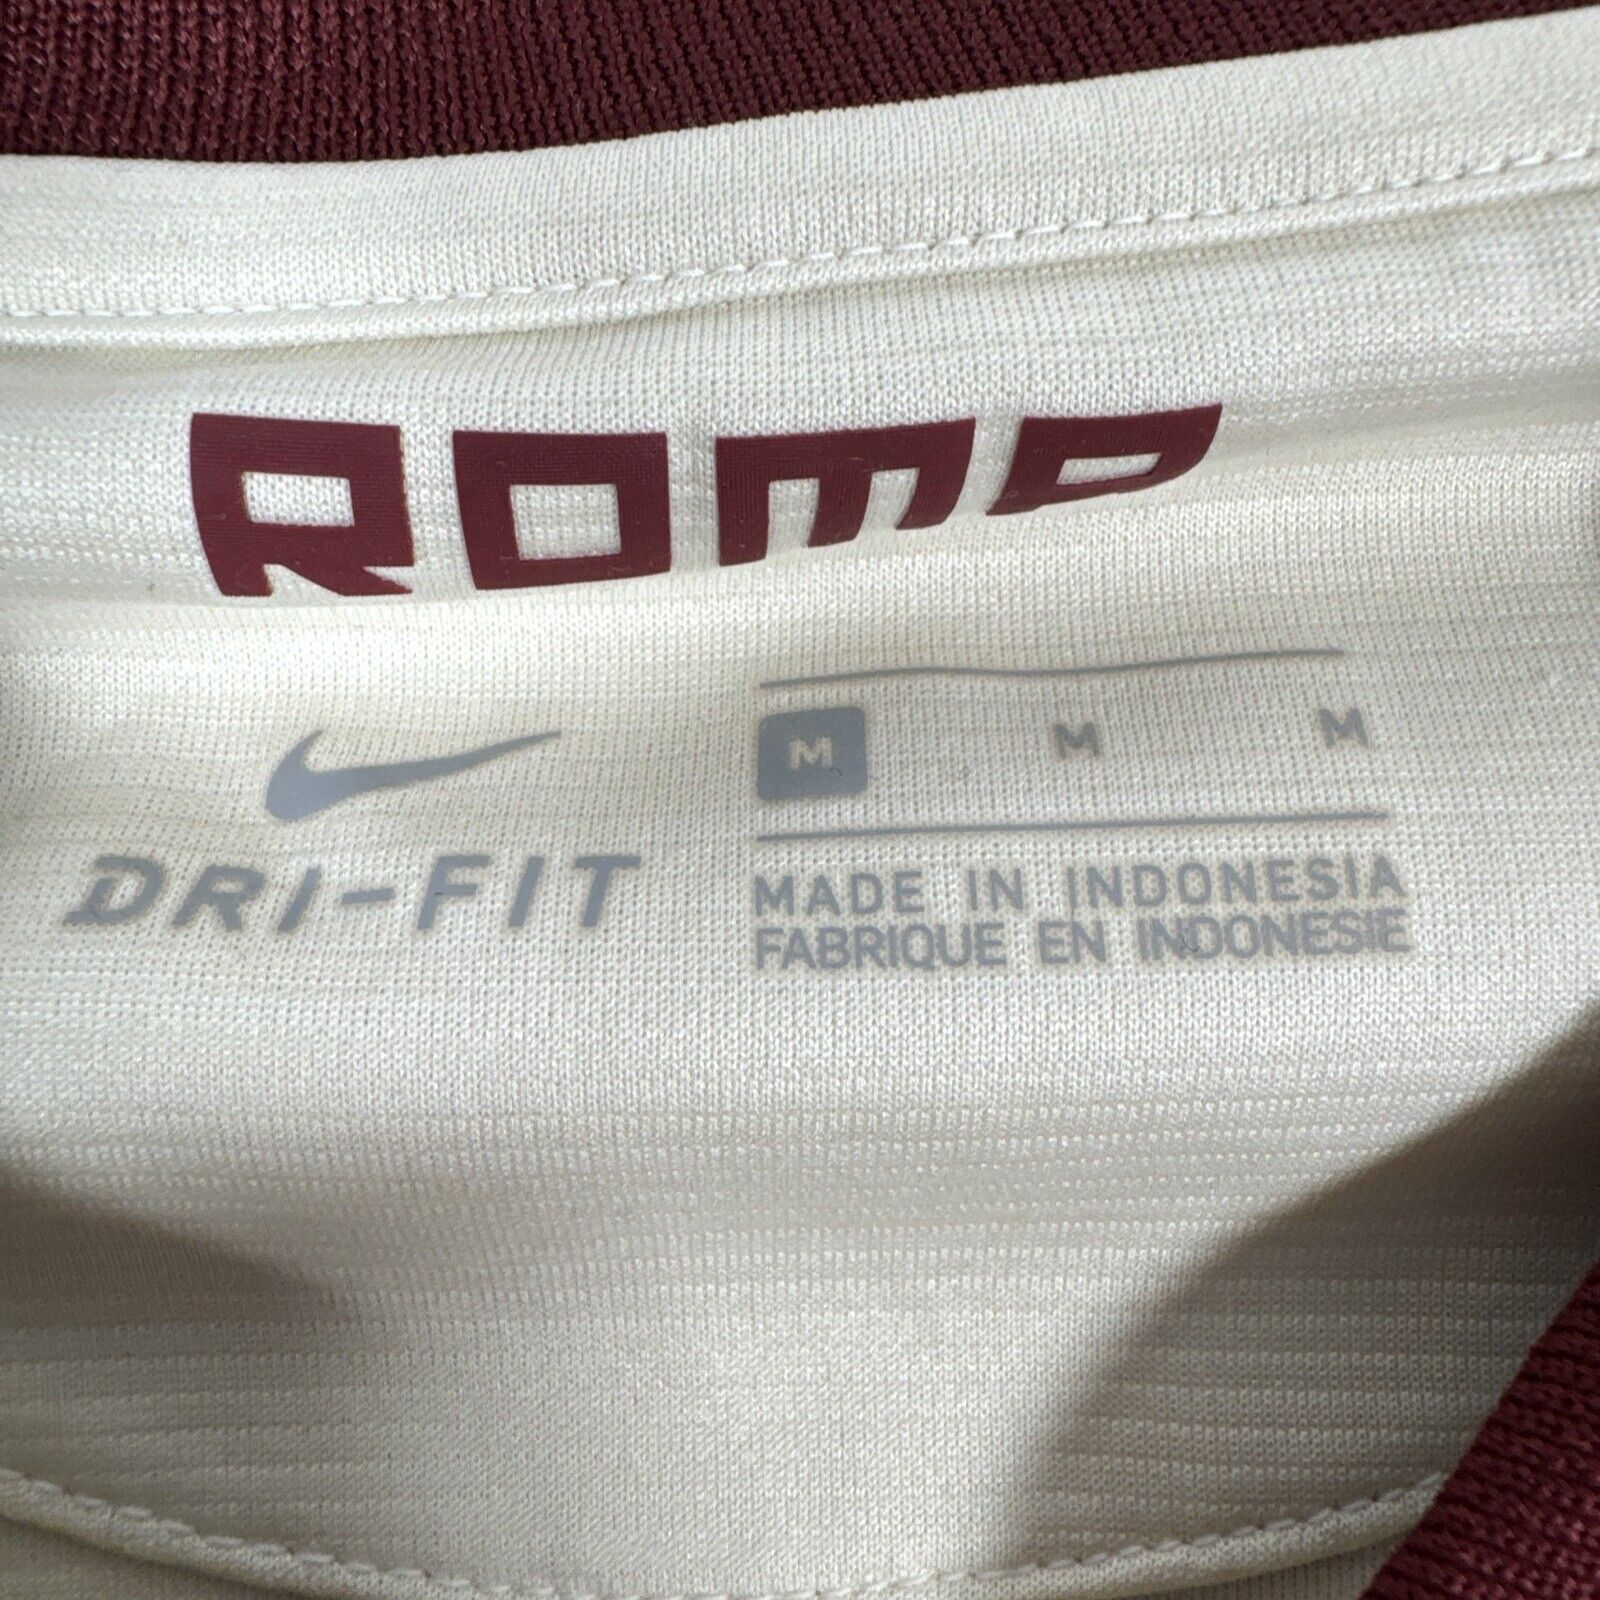 ROMA
M M M
DRI-FIT
MADE IN INDONESIA
FABRIQUE EN INDONESIE